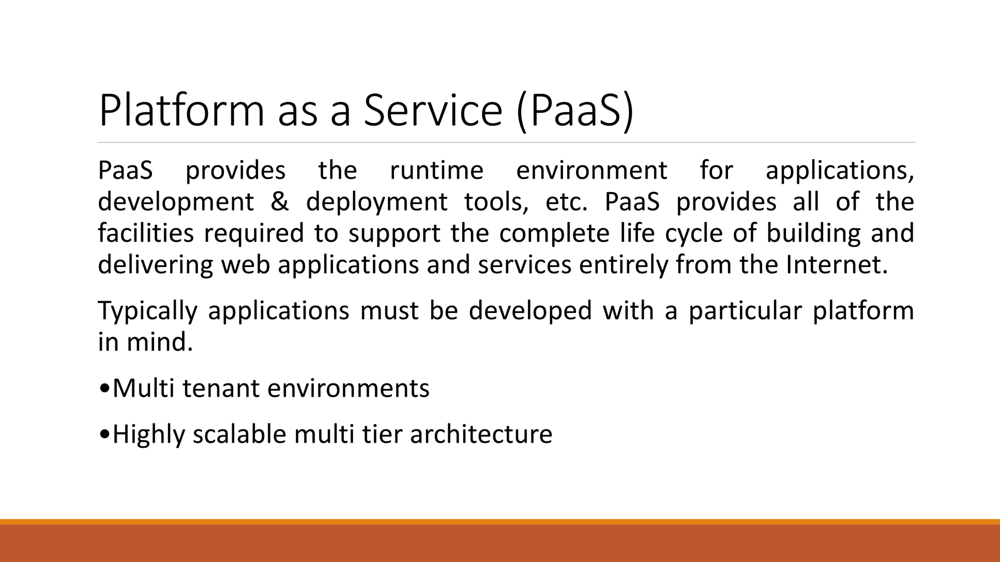 Platform as a Service (PaaS)
PaaS provides the runtime environment for applications,
development & deployment tools, etc. PaaS provides all of the
facilities required to support the complete life cycle of building and
delivering web applications and services entirely from the Internet.
Typically applications must be developed with a particular platform
in mind.
•Multi tenant environments
•Highly scalable multi tier architecture